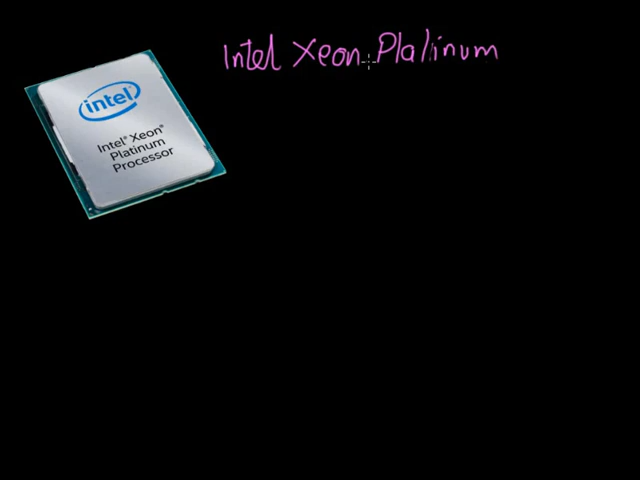 Intel Xeon Platinum
intel
Intel® Xeon®
Platinum
Processor